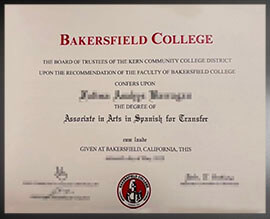 BAKERSFIELD COLLEGE
THE BOARD OF TRUSTEES OF THE KERN COMMUNITY COLLEGE DISTRICT
UPON THE RECOMMENDATION OF THE FACULTY OF BAKERSFIELD COLLEGE
CONFERS UPON
THE DEGREE OF
Associate in Arts in Spanish for Transfer
cum laude
GIVEN AT BAKERSFIELD, CALIFORNIA, THIS